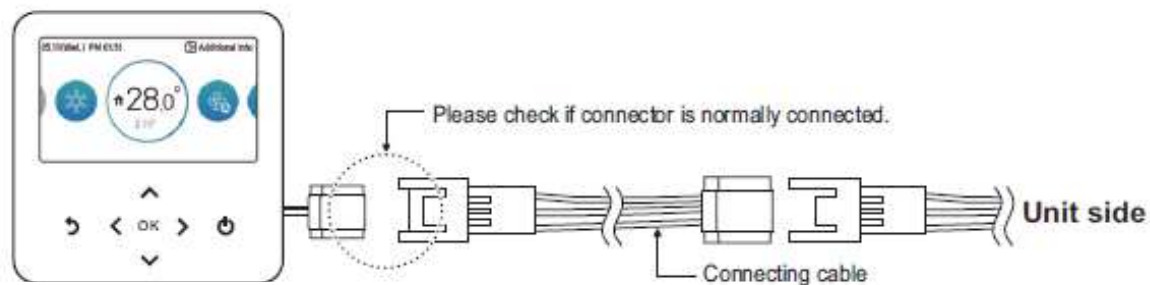 Additional Info
28.0°
OK
Please check if connector is normally connected.
Unit side
Connecting cable